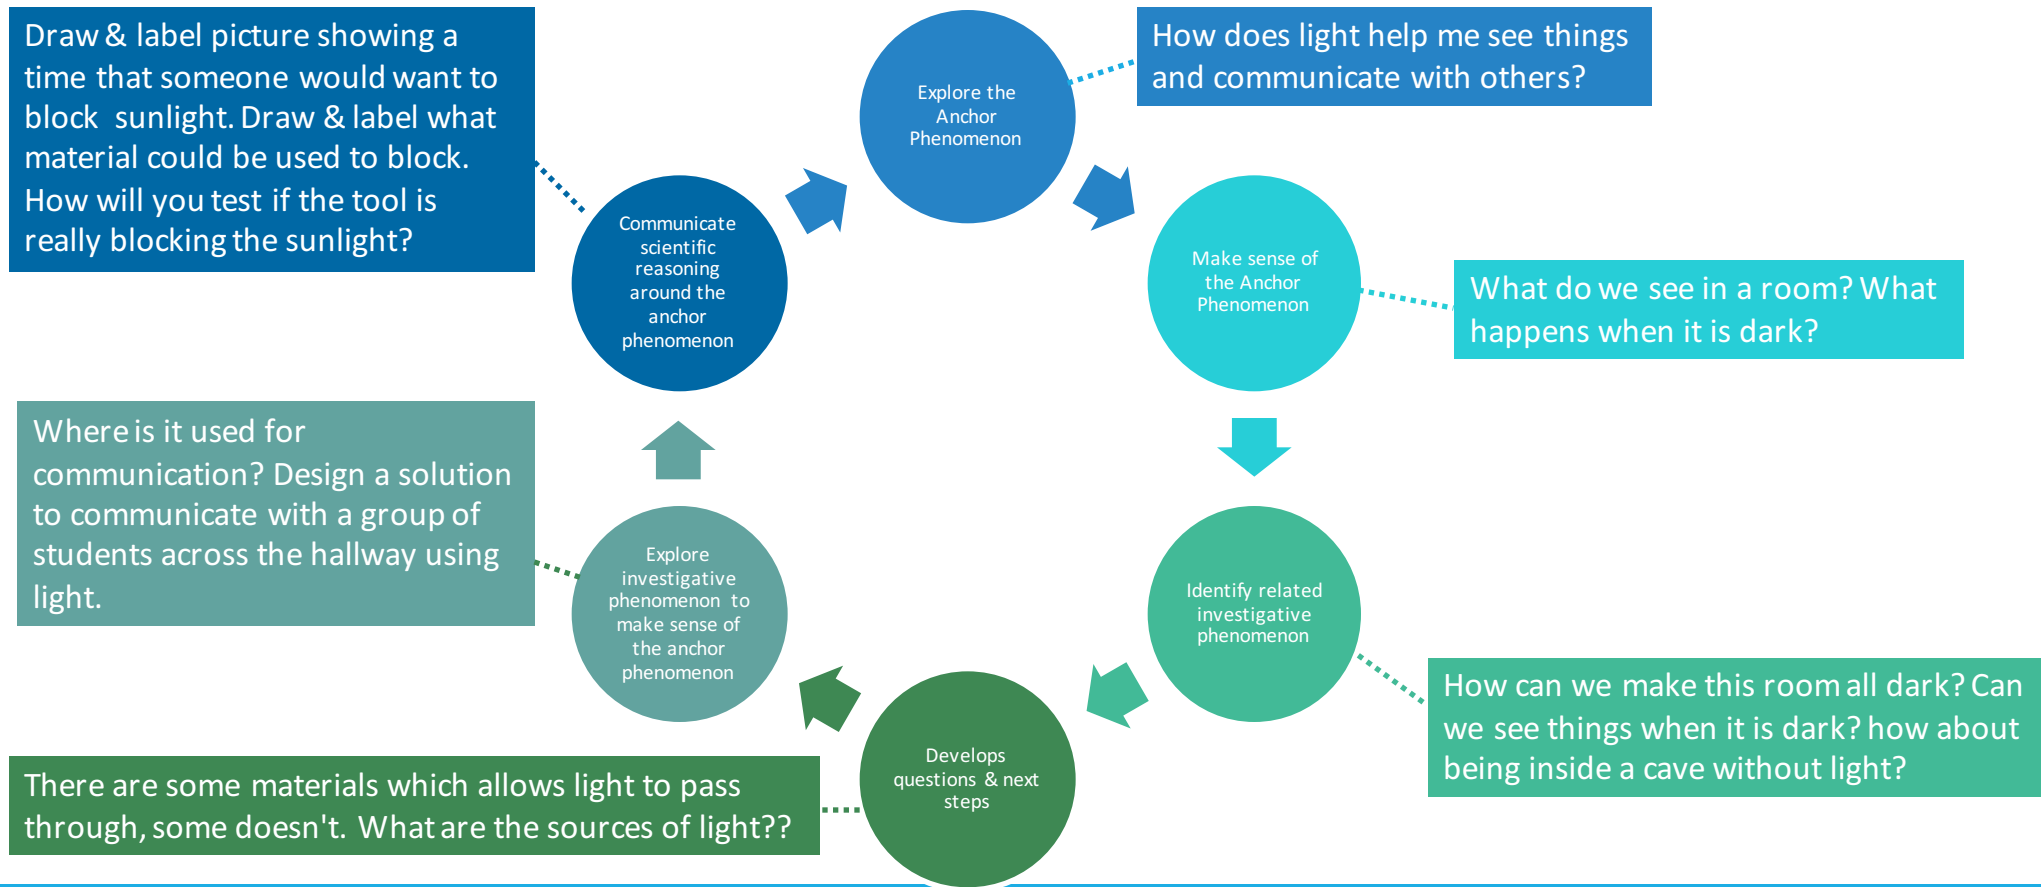 Draw & label picture showing a
time that someone would want to
block sunlight. Draw & label what
material could be used to block.
How will you test if the tool is
really blocking the sunlight?
Explore the
Anchor
Phenomenon
How does light help me see things
and communicate with others?
Communicate
scientific
reasoning
around the
anchor
phenomenon
Make sense of
the Anchor
Phenomenon
What do we see in a room? What
happens when it is dark?
Where is it used for
communication? Design a solution
to communicate with a group of
students across the hallway using
light.
Explore
investigative
phenomenon to
make sense of
the anchor
phenomenon
Identify related
investigative
phenomenon
How can we make this room all dark? Can
we see things when it is dark? how about
being inside a cave without light?
Develops
questions & next
steps
There are some materials which allows light to pass
through, some doesn't. What are the sources of light??